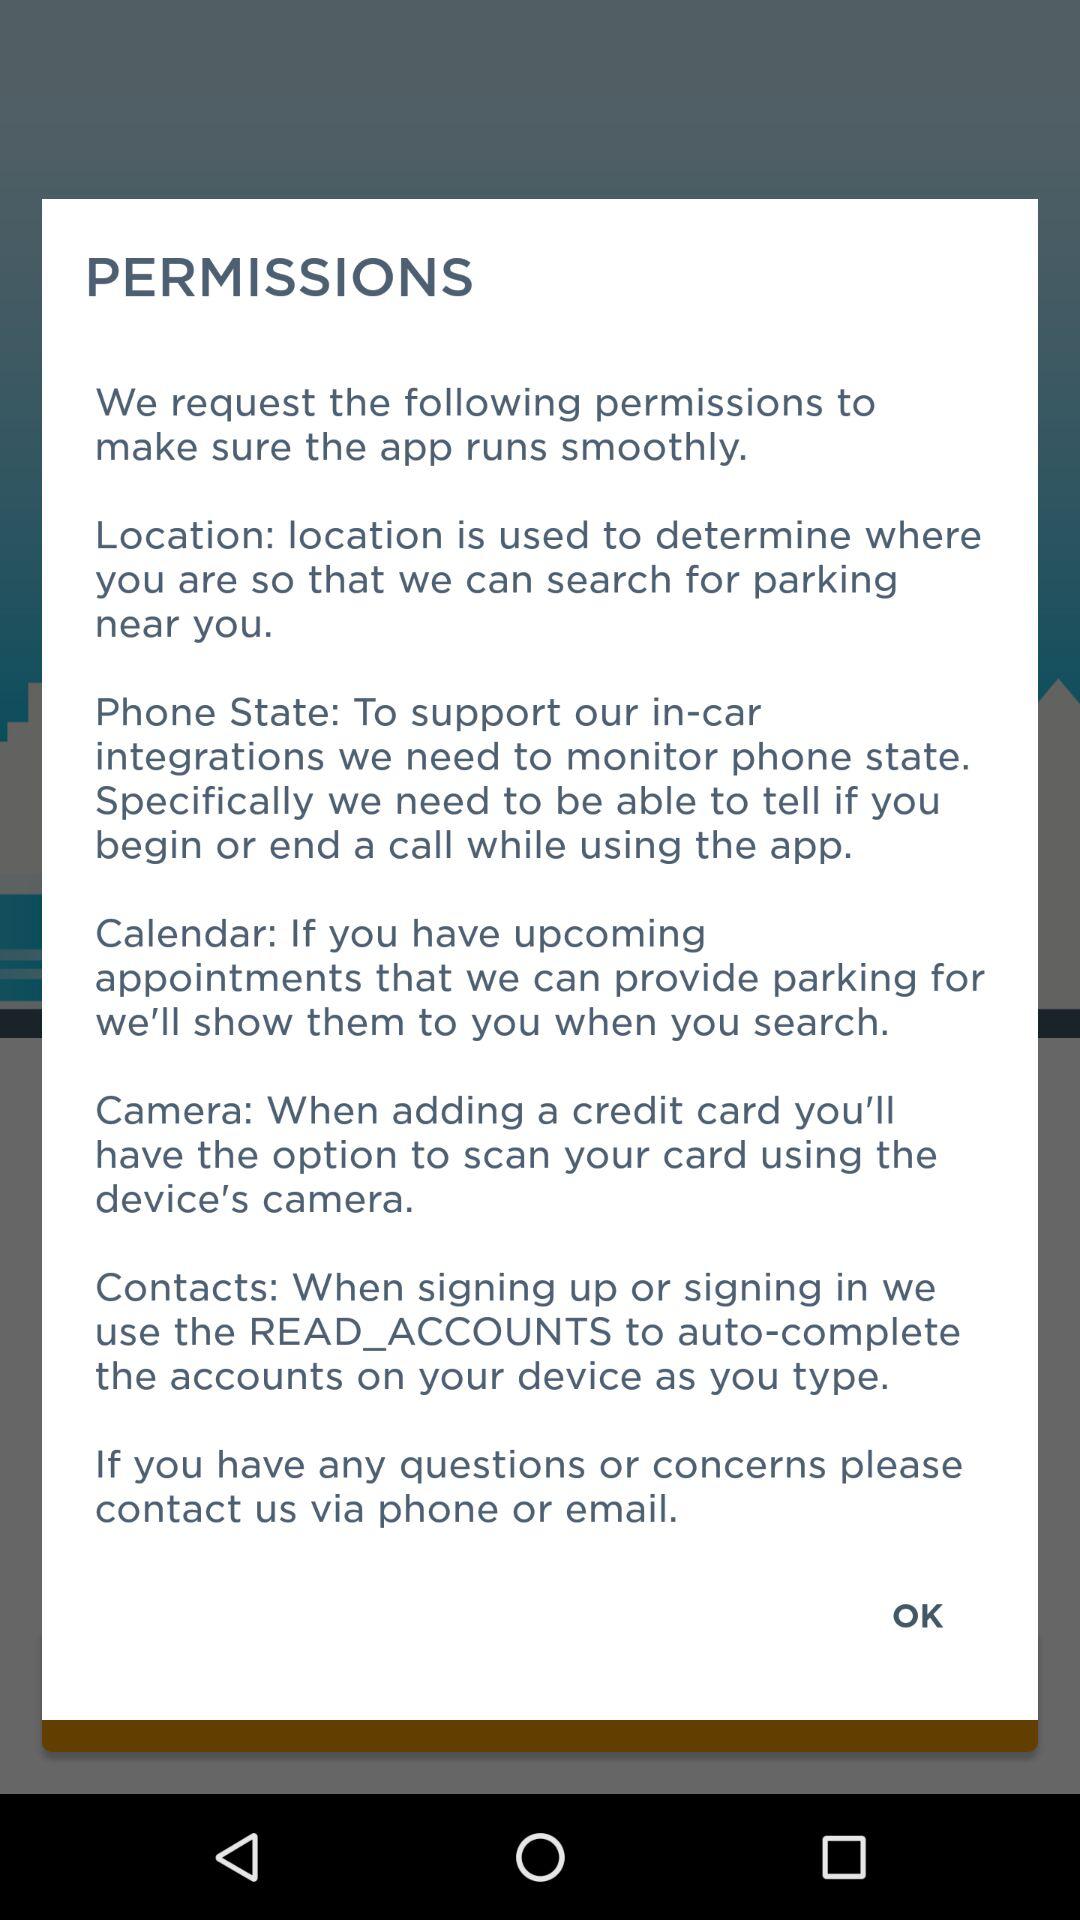 PERMISSIONS
We request the following permissions to
make sure the app runs smoothly.
Location: location is used to determine where
you are so that we can search for parking
near you.
Phone State: To support our in-car
integrations we need to monitor phone state.
Specifically we need to be able to tell if you
begin or end a call while using the app.
Calendar: If you have upcoming
appointments that we can provide parking for
we'll show them to you when you search.
Camera: When adding a credit card you'll
have the option to scan your card using the
device's camera.
Contacts: When signing up or signing in we
use the READ_ACCOUNTS to auto-complete
the accounts on your device as you type.
If you have any questions or concerns please
contact us via phone or email.
OK